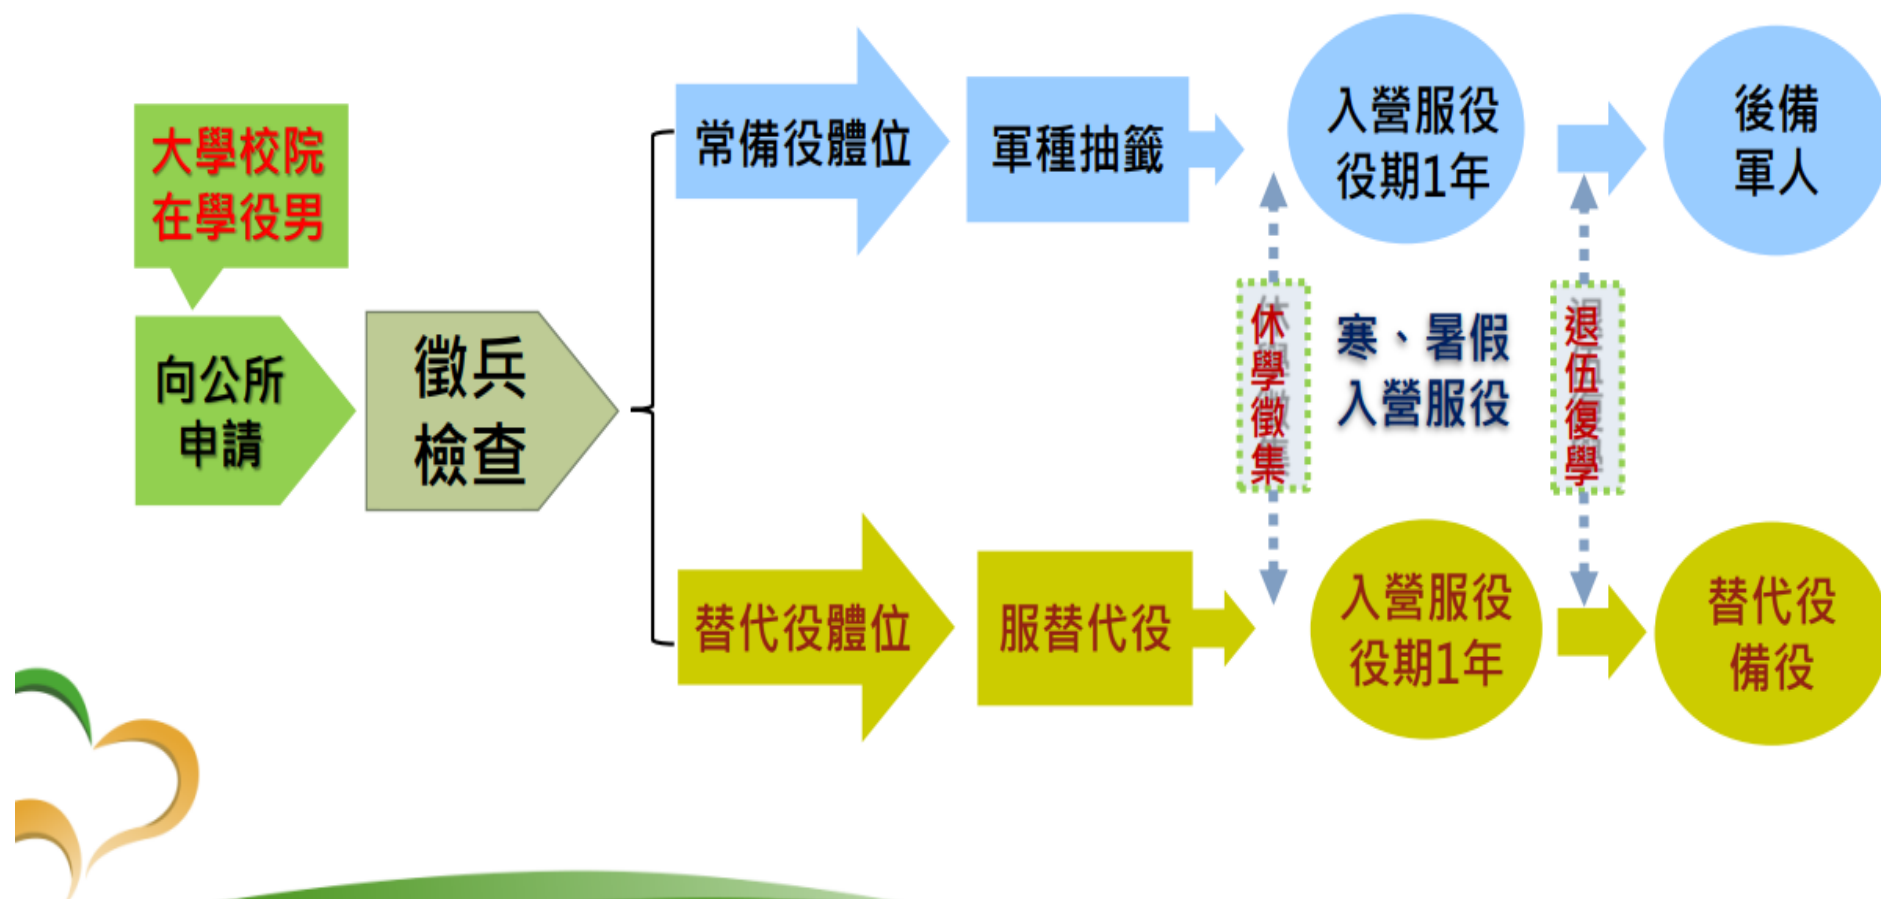 大學校院
在學役男
向公所
申請
徵兵
檢查
常備役體位
軍種抽籤
入營服役
役期1年
後備
軍人
休學徵集
寒、暑假
入營服役
退伍復學
替代役體位
服替代役
入營服役
役期1年
替代役
備役